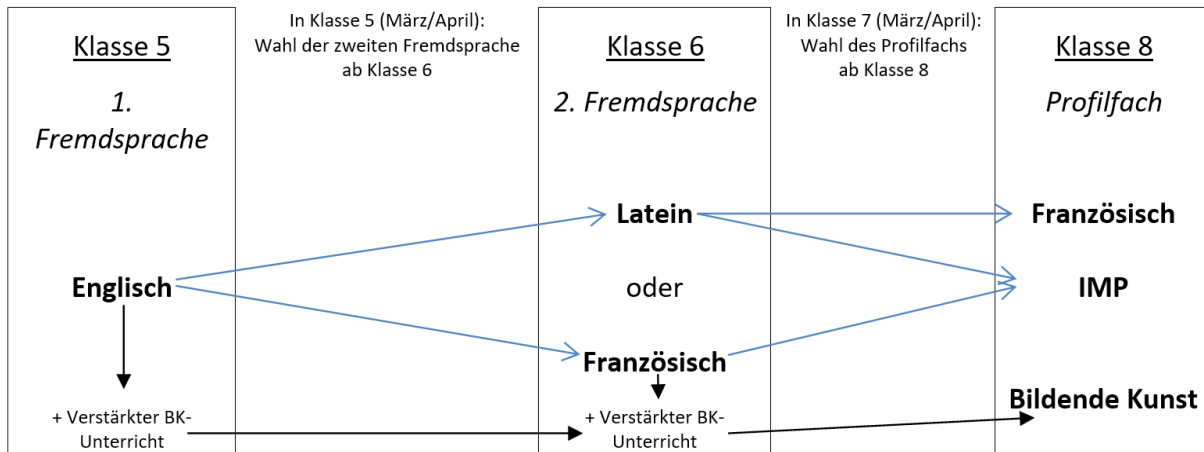 Klasse 5
1.
Fremdsprache
Englisch
+ Verstärkter BK-
Unterricht
In Klasse 5 (März/April):
Wahl der zweiten Fremdsprache
ab Klasse 6
Klasse 6
2. Fremdsprache
Latein
oder
Französisch
+ Verstärkter BK-
Unterricht
In Klasse 7 (März/April):
Wahl des Profilfachs
ab Klasse 8
Klasse 8
Profilfach
Französisch
IMP
Bildende Kunst